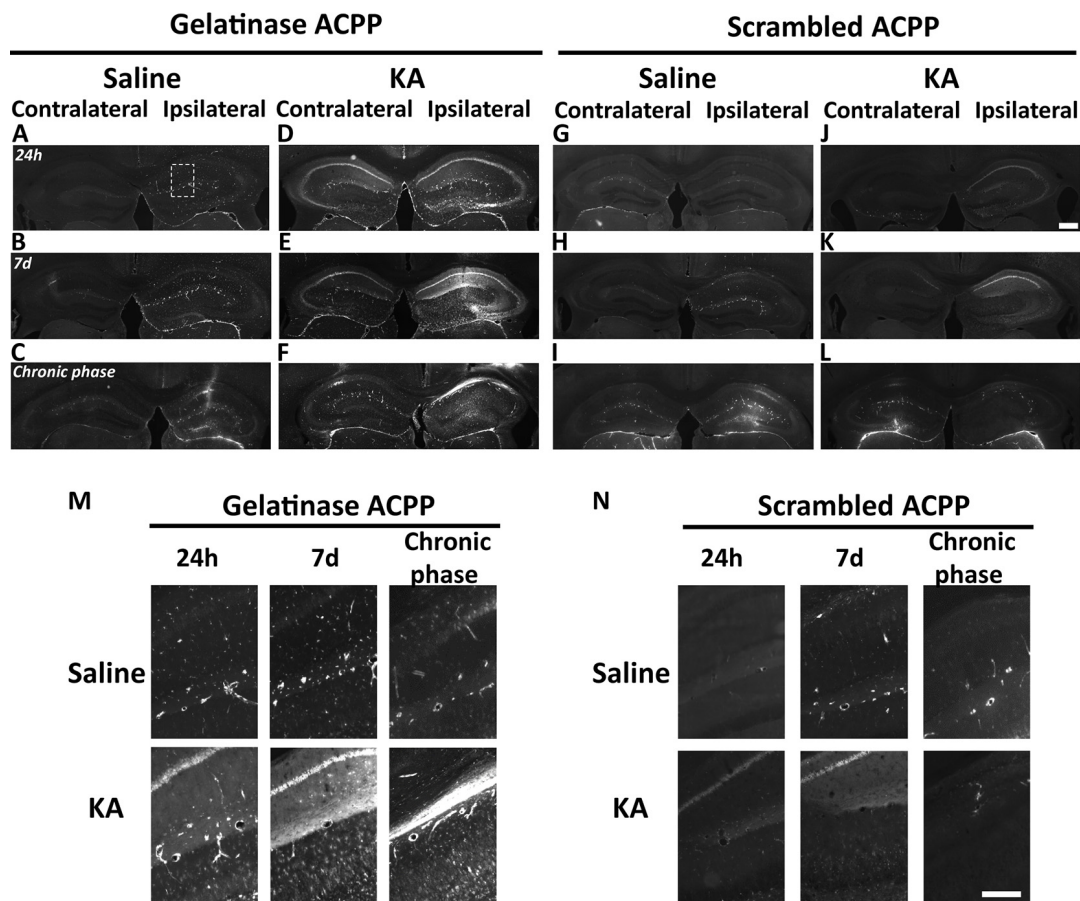 Gelatinase ACPP Scrambled ACPP
Saline KA Saline KA
Contralateral Ipsilateral Contralateral Ipsilateral Contralateral Ipsilateral Contralateral Ipsilateral
A D G J
24h
B E H K
7d
C F I L
Chronic phase
M Gelatinase ACPP N Scrambled ACPP
24h 7d Chronic phase 24h 7d Chronic phase
Saline Saline
KA KA